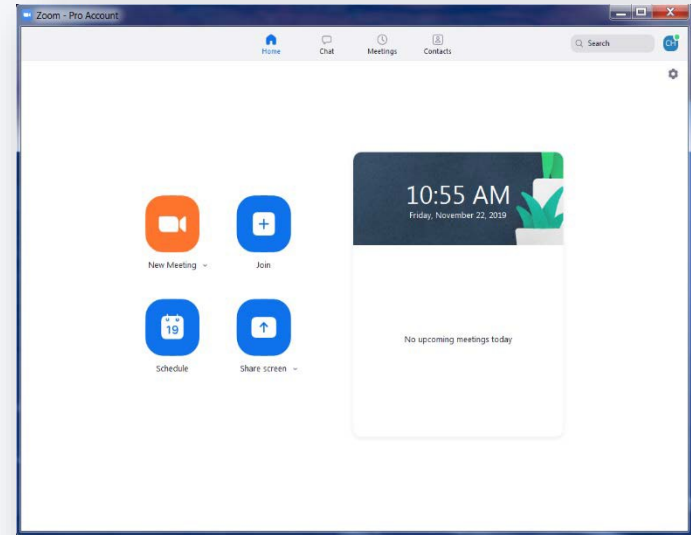 Zoom - Pro Account
Home
Chat
Meetings
Contacts
Search
CH
10:55 AM
Friday, November 22, 2019
New Meeting
Join
19
Schedule
Share screen
No upcoming meetings today